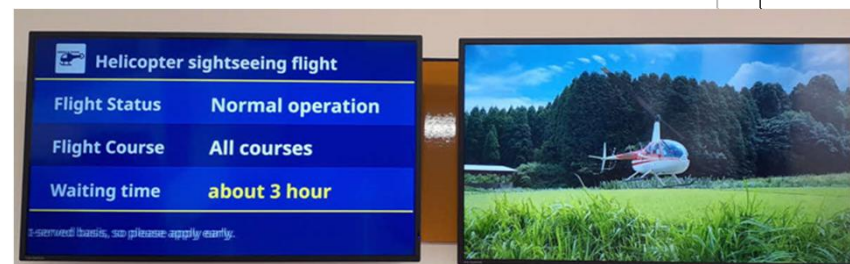 Helicopter sightseeing flight
Flight Status Normal operation
Flight Course All courses
Waiting time about 3 hour
-served basis, so please apply early.